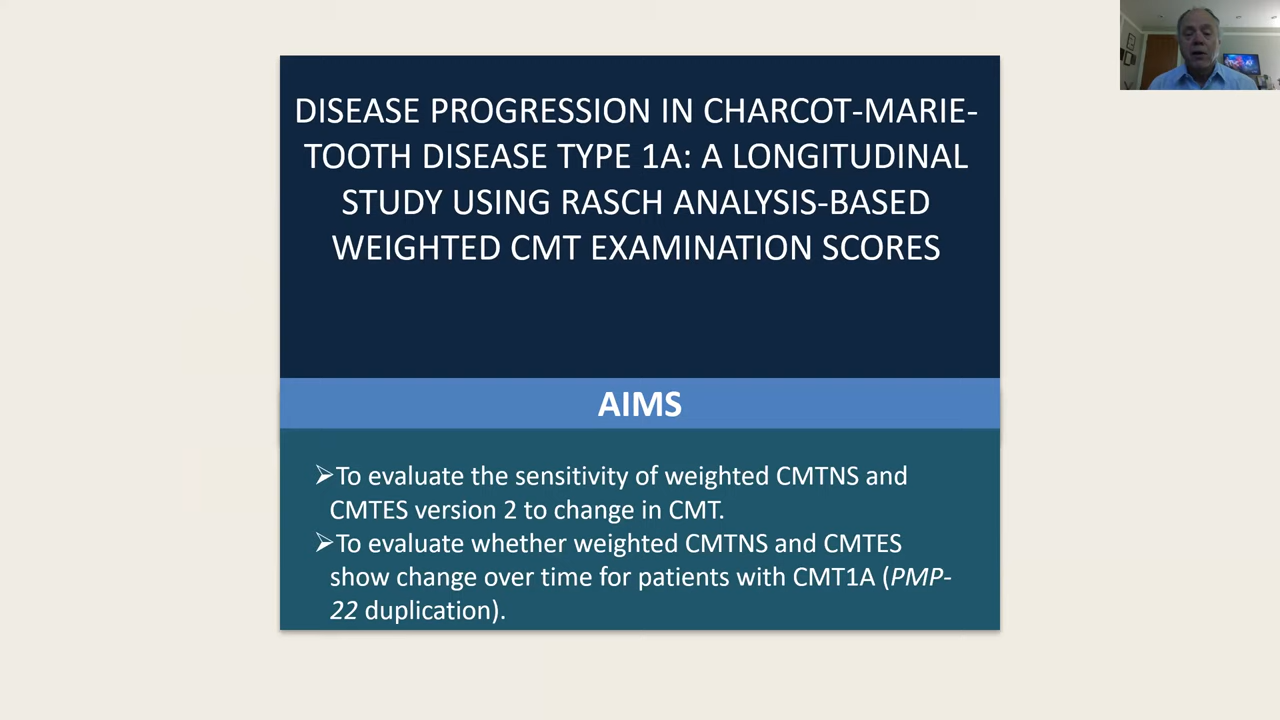 DISEASE PROGRESSION IN CHARCOT-MARIE-
TOOTH DISEASE TYPE 1A: A LONGITUDINAL
STUDY USING RASCH ANALYSIS-BASED
WEIGHTED CMT EXAMINATION SCORES
AIMS
➢To evaluate the sensitivity of weighted CMTNS and
CMTES version 2 to change in CMT.
➢To evaluate whether weighted CMTNS and CMTES
show change over time for patients with CMT1A (PMP-
22 duplication).